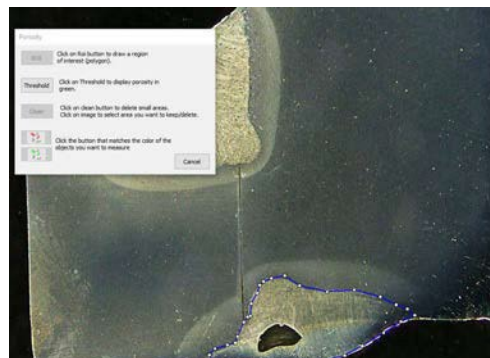 Porosity
Click on Roi button to draw a region
of interest (polygon).
Threshold
Click on Threshold to display porosity in
green.
Clean
Click on clean button to delete small areas.
Click on image to select area you want to keep/delete.
Click the button that matches the color of the
objects you want to measure
Cancel